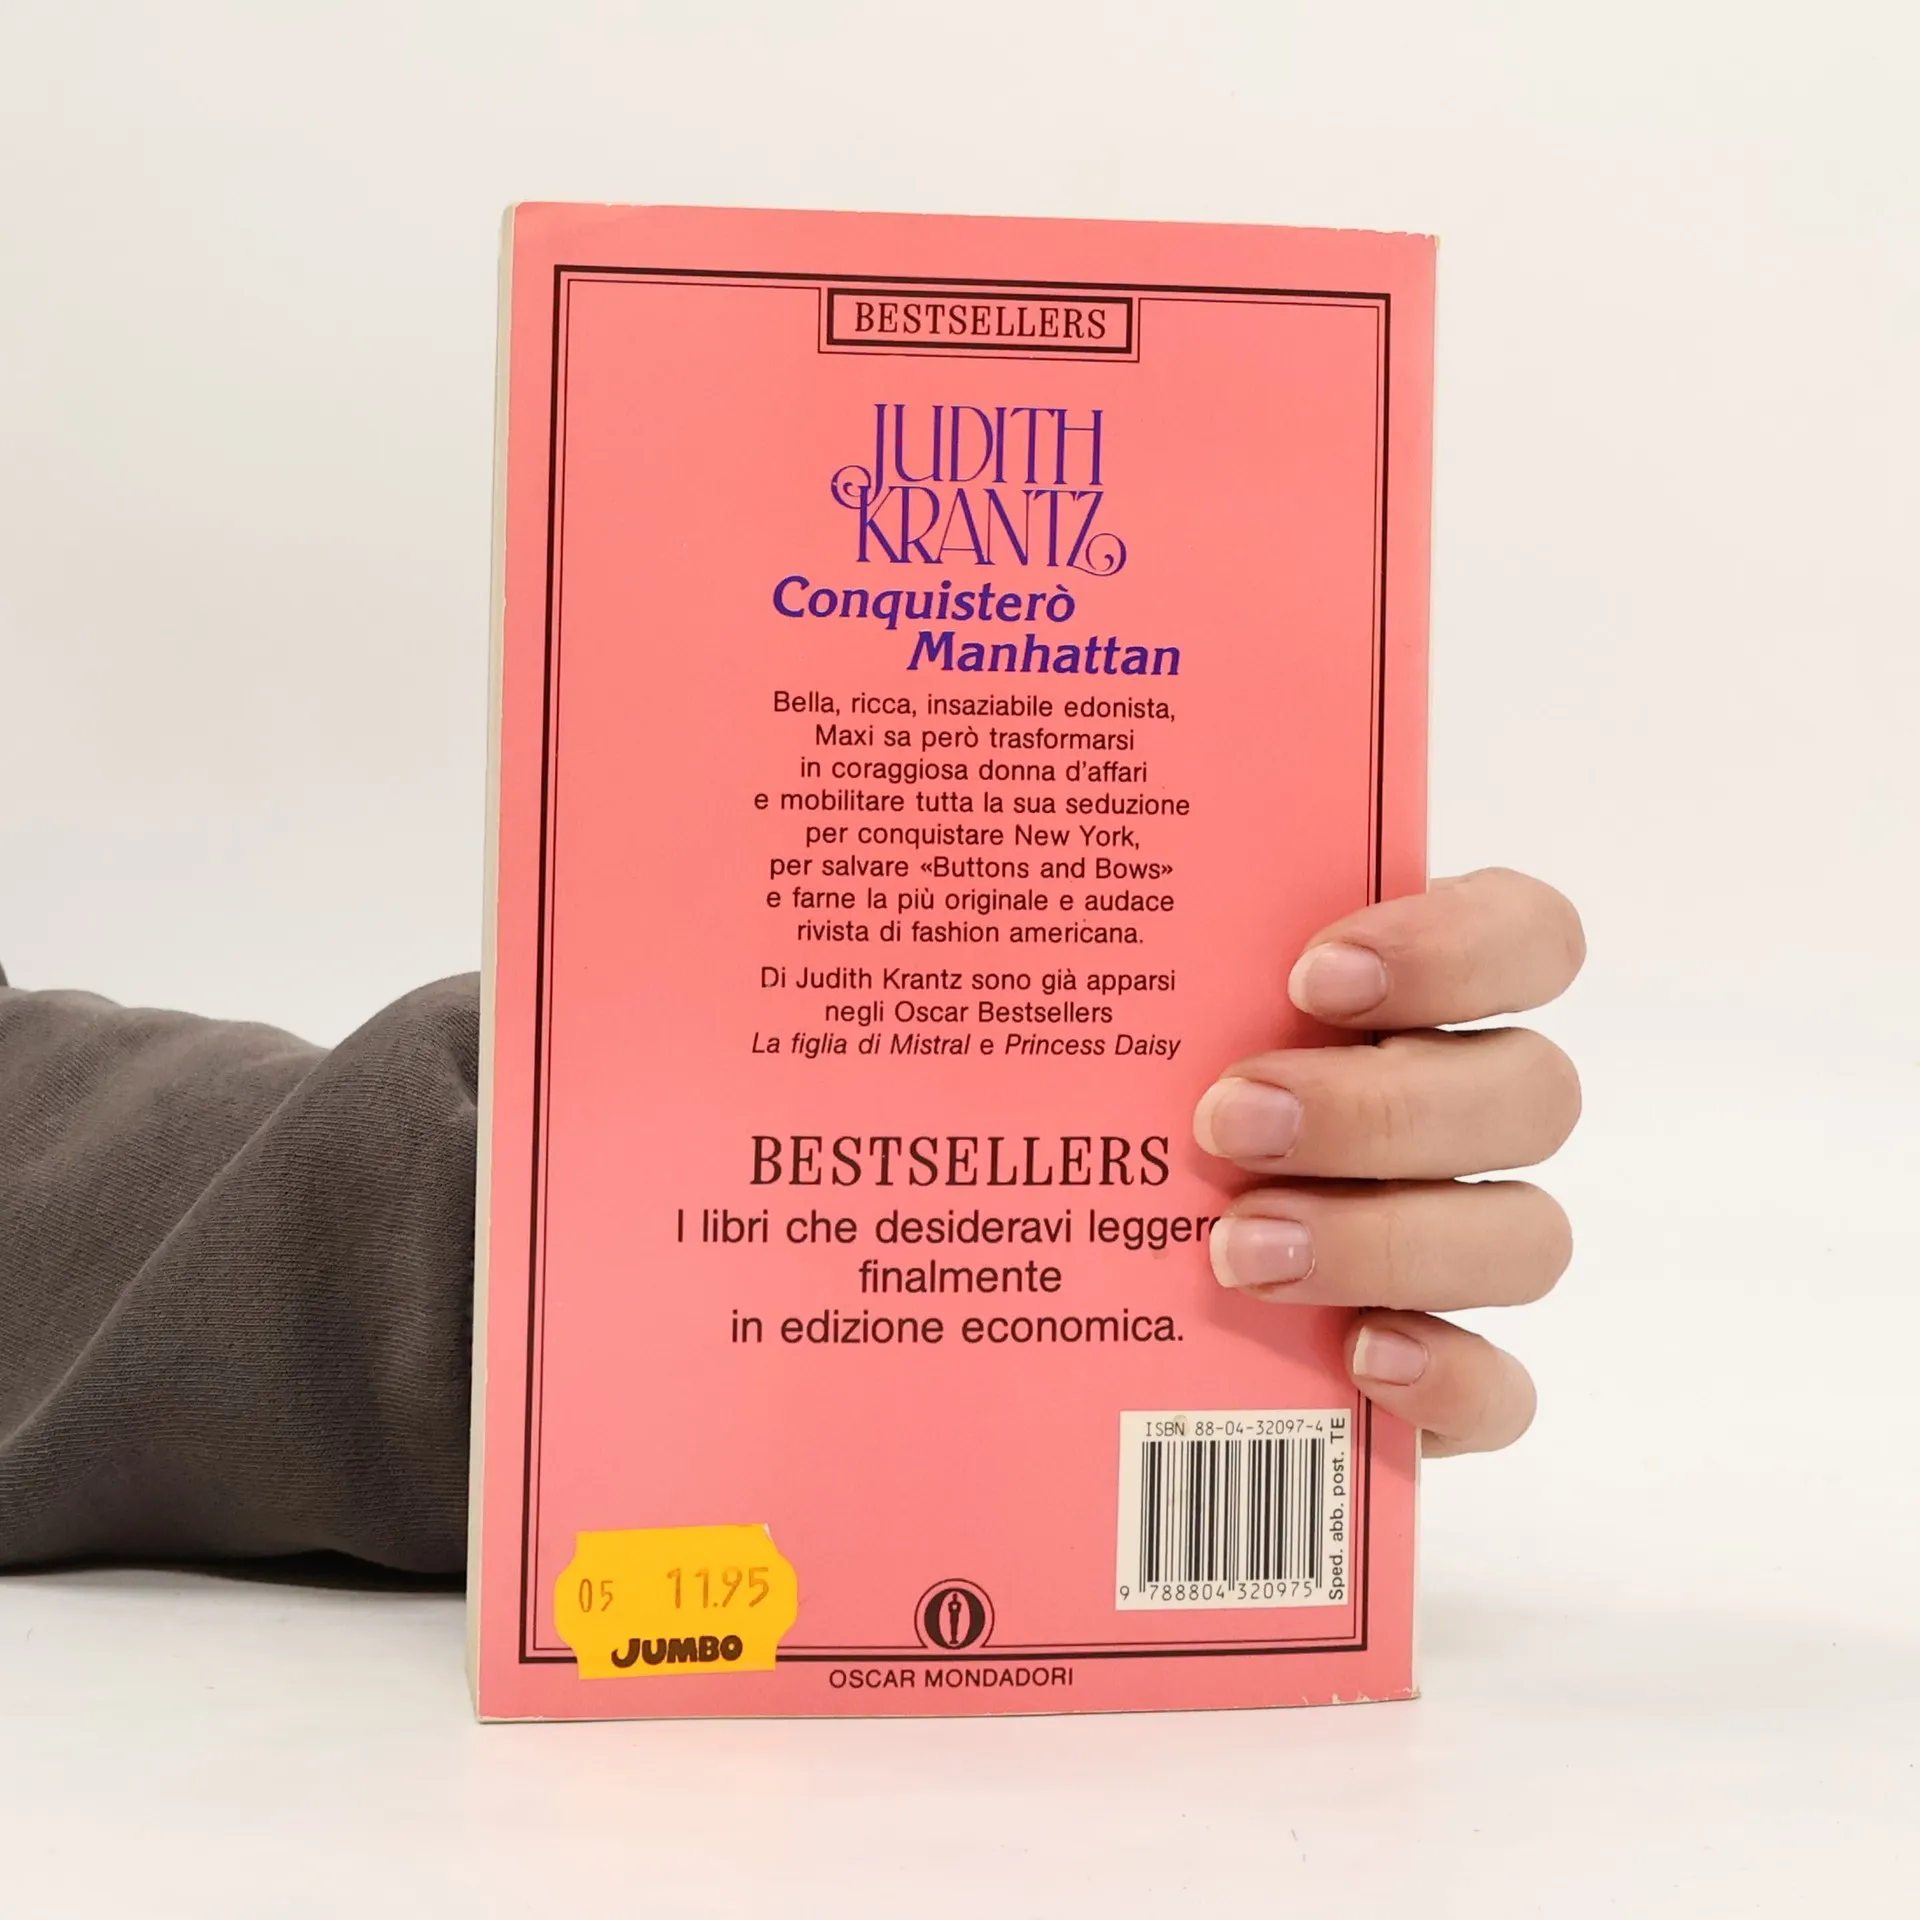 BESTSELLERS
JUDITH
KRANTZ
Conquisterò
Manhattan
Bella, ricca, insaziabile edonista,
Maxi sa però trasformarsi
in coraggiosa donna d'affari
e mobilitare tutta la sua seduzione
per conquistare New York,
per salvare «Buttons and Bows»
e farne la più originale e audace
rivista di fashion americana.
Di Judith Krantz sono già apparsi
negli Oscar Bestsellers
La figlia di Mistral e Princess Daisy
BESTSELLERS
I libri che desideravi leggere
finalmente
in edizione economica.
ISBN 88-04-32097-4
9 788804 320975
Sped. abb. post. TE
05 11.95
JUMBO
OSCAR MONDADORI